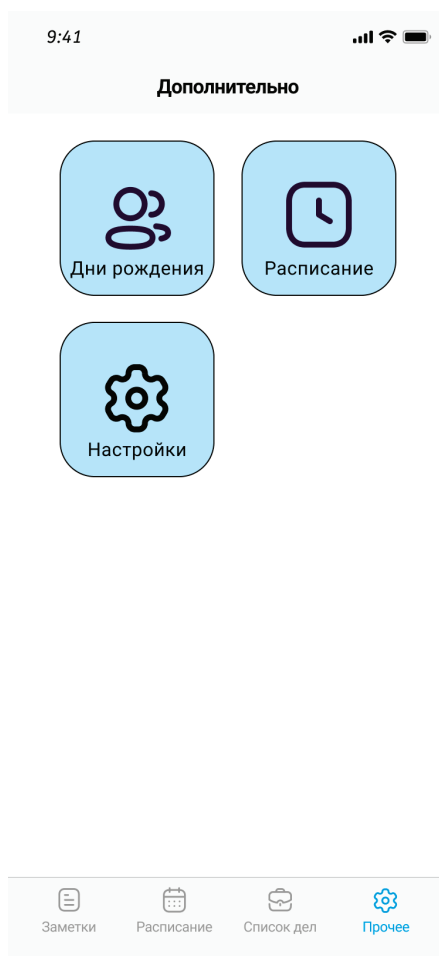 9:41
Дополнительно
Дни рождения
Расписание
Настройки
Заметки
Расписание
Список дел
Прочее